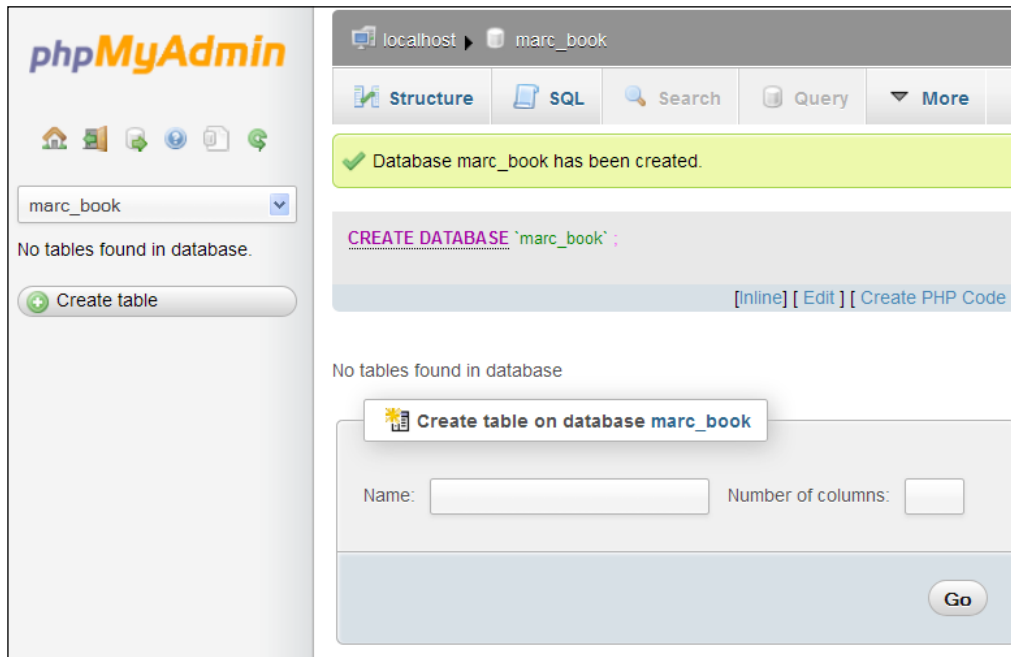 phpMyAdmin
marc_book
No tables found in database.
Create table
localhost ▸ marc_book
Structure SQL Search Query More
Database marc_book has been created.
CREATE DATABASE `marc_book` ;
[Inline] [ Edit ] [ Create PHP Code
No tables found in database
Create table on database marc_book
Name: Number of columns:
Go